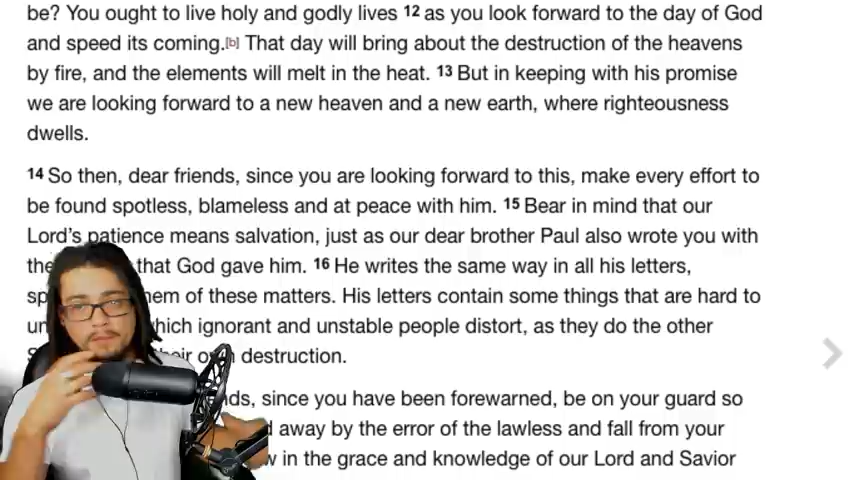 be? You ought to live holy and godly lives 12 as you look forward to the day of God
and speed its coming.[b] That day will bring about the destruction of the heavens
by fire, and the elements will melt in the heat. 13 But in keeping with his promise
we are looking forward to a new heaven and a new earth, where righteousness
dwells.
14 So then, dear friends, since you are looking forward to this, make every effort to
be found spotless, blameless and at peace with him. 15 Bear in mind that our
Lord's patience means salvation, just as our dear brother Paul also wrote you with
that God gave him. 16 He writes the same way in all his letters,
of these matters. His letters contain some things that are hard to
which ignorant and unstable people distort, as they do the other
destruction.
since you have been forewarned, be on your guard so
away by the error of the lawless and fall from your
in the grace and knowledge of our Lord and Savior